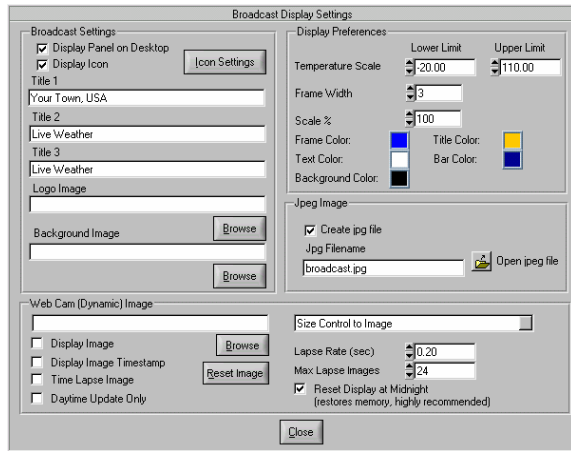 Broadcast Display Settings
Broadcast Settings
Display Panel on Desktop
Display Icon
Icon Settings
Title 1
Your Town, USA
Title 2
Live Weather
Title 3
Live Weather
Logo Image
Browse
Background Image
Browse
Display Preferences
Lower Limit Upper Limit
Temperature Scale -20.00 110.00
Frame Width 3
Scale % 100
Frame Color: Title Color:
Text Color: Bar Color:
Background Color:
Jpeg Image
Create jpg file
Jpg Filename
broadcast.jpg
Open jpeg file
Web Cam (Dynamic) Image
Display Image
Browse
Display Image Timestamp
Time Lapse Image
Reset Image
Daytime Update Only
Size Control to Image
Lapse Rate (sec) 0.20
Max Lapse Images 24
Reset Display at Midnight
(restores memory, highly recommended)
Close